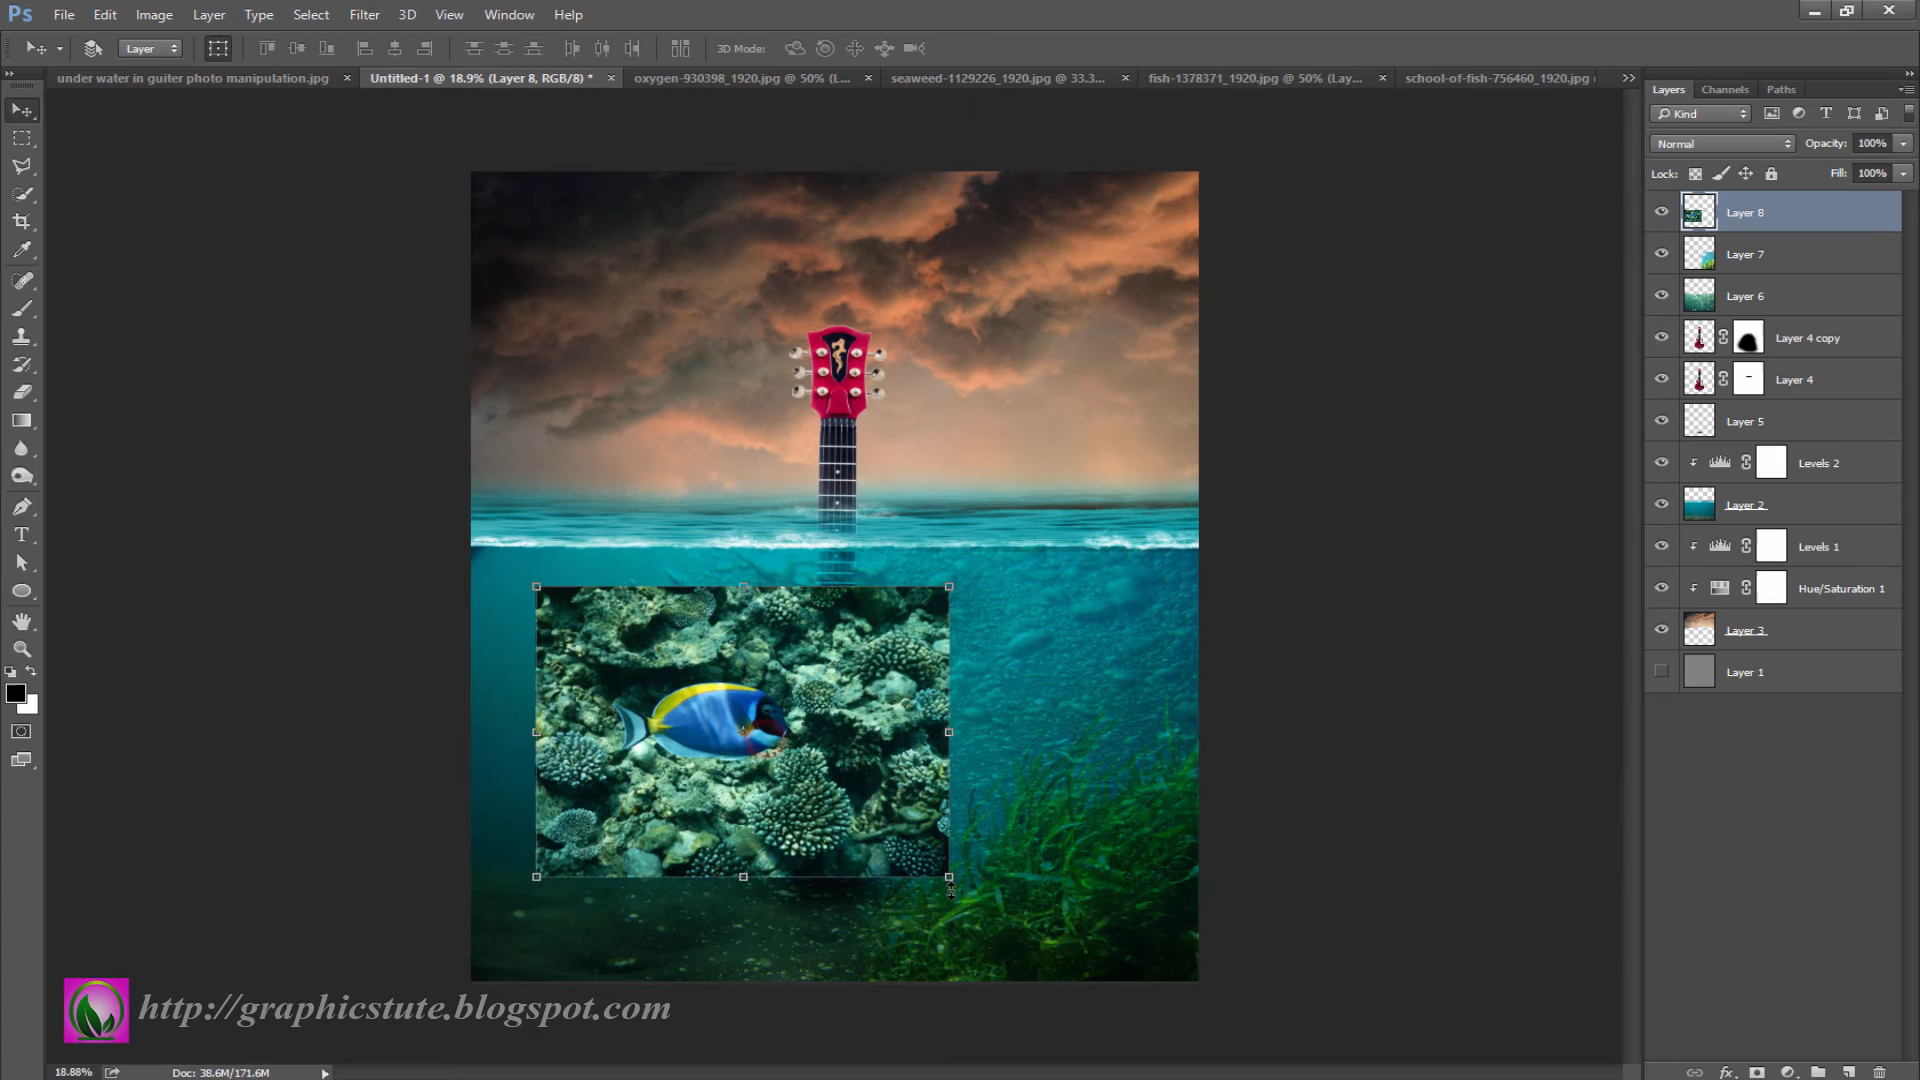 Ps File Edit Image Layer Type Select Filter 3D View Window Help
Layer 3D Mode:
under water in guiter photo manipulation.jpg Untitled-1 @ 18.9% (Layer 8, RGB/8) * oxygen-930398_1920.jpg @ 50% (L... seaweed-1129226_1920.jpg @ 33.3... fish-1378371_1920.jpg @ 50% (Lay... school-of-fish-756460_1920.jpg
Layers Channels Paths
Kind
Normal Opacity: 100%
Lock: Fill: 100%
Layer 8
Layer 7
Layer 6
Layer 4 copy
Layer 4
Layer 5
Levels 2
Layer 2
Levels 1
Hue/Saturation 1
Layer 3
Layer 1
http://graphicstute.blogspot.com
18.88% Doc: 38.6M/171.6M